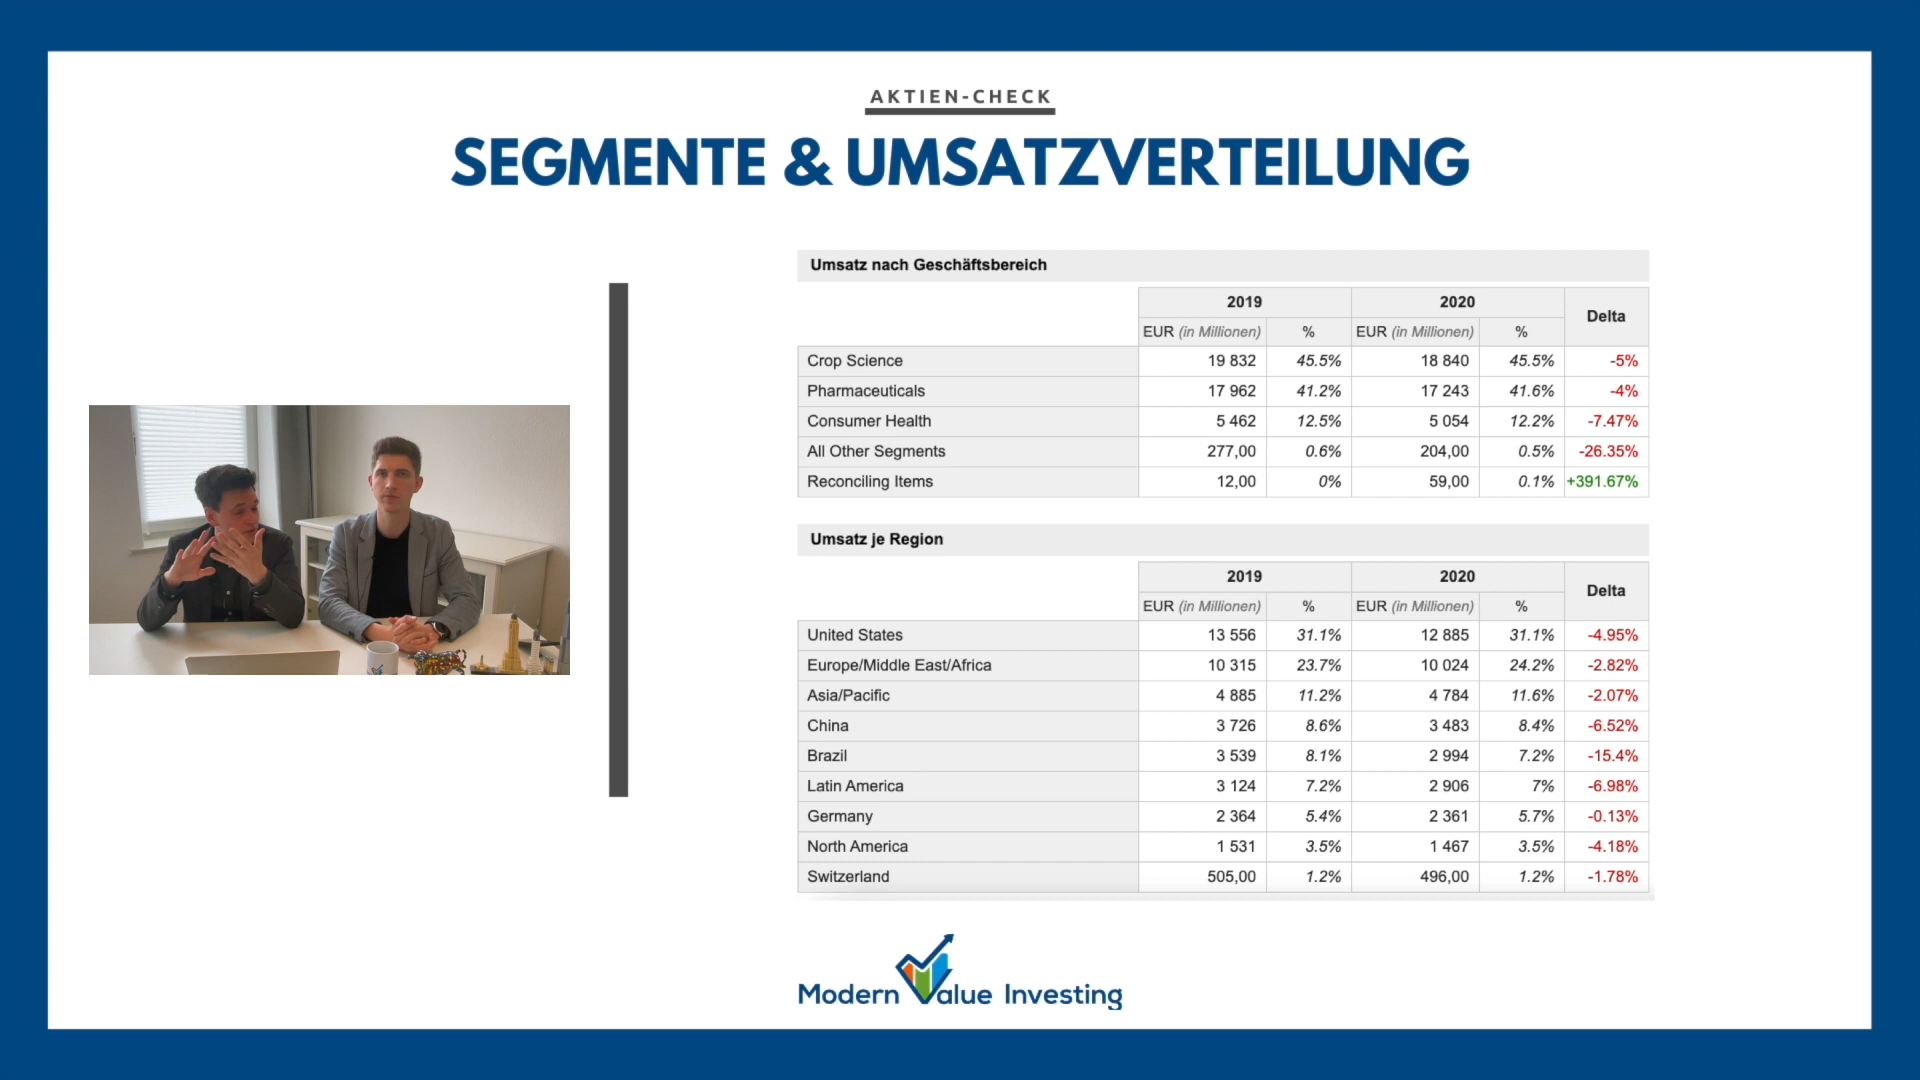 AKTIEN-CHECK
SEGMENTE & UMSATZVERTEILUNG
Umsatz nach Geschäftsbereich
2019 2020 Delta
EUR (in Millionen) % EUR (in Millionen) %
Crop Science 19 832 45.5% 18 840 45.5% -5%
Pharmaceuticals 17 962 41.2% 17 243 41.6% -4%
Consumer Health 5 462 12.5% 5 054 12.2% -7.47%
All Other Segments 277,00 0.6% 204,00 0.5% -26.35%
Reconciling Items 12,00 0% 59,00 0.1% +391.67%
Umsatz je Region
2019 2020 Delta
EUR (in Millionen) % EUR (in Millionen) %
United States 13 556 31.1% 12 885 31.1% -4.95%
Europe/Middle East/Africa 10 315 23.7% 10 024 24.2% -2.82%
Asia/Pacific 4 885 11.2% 4 784 11.6% -2.07%
China 3 726 8.6% 3 483 8.4% -6.52%
Brazil 3 539 8.1% 2 994 7.2% -15.4%
Latin America 3 124 7.2% 2 906 7% -6.98%
Germany 2 364 5.4% 2 361 5.7% -0.13%
North America 1 531 3.5% 1 467 3.5% -4.18%
Switzerland 505,00 1.2% 496,00 1.2% -1.78%
Modern Value Investing